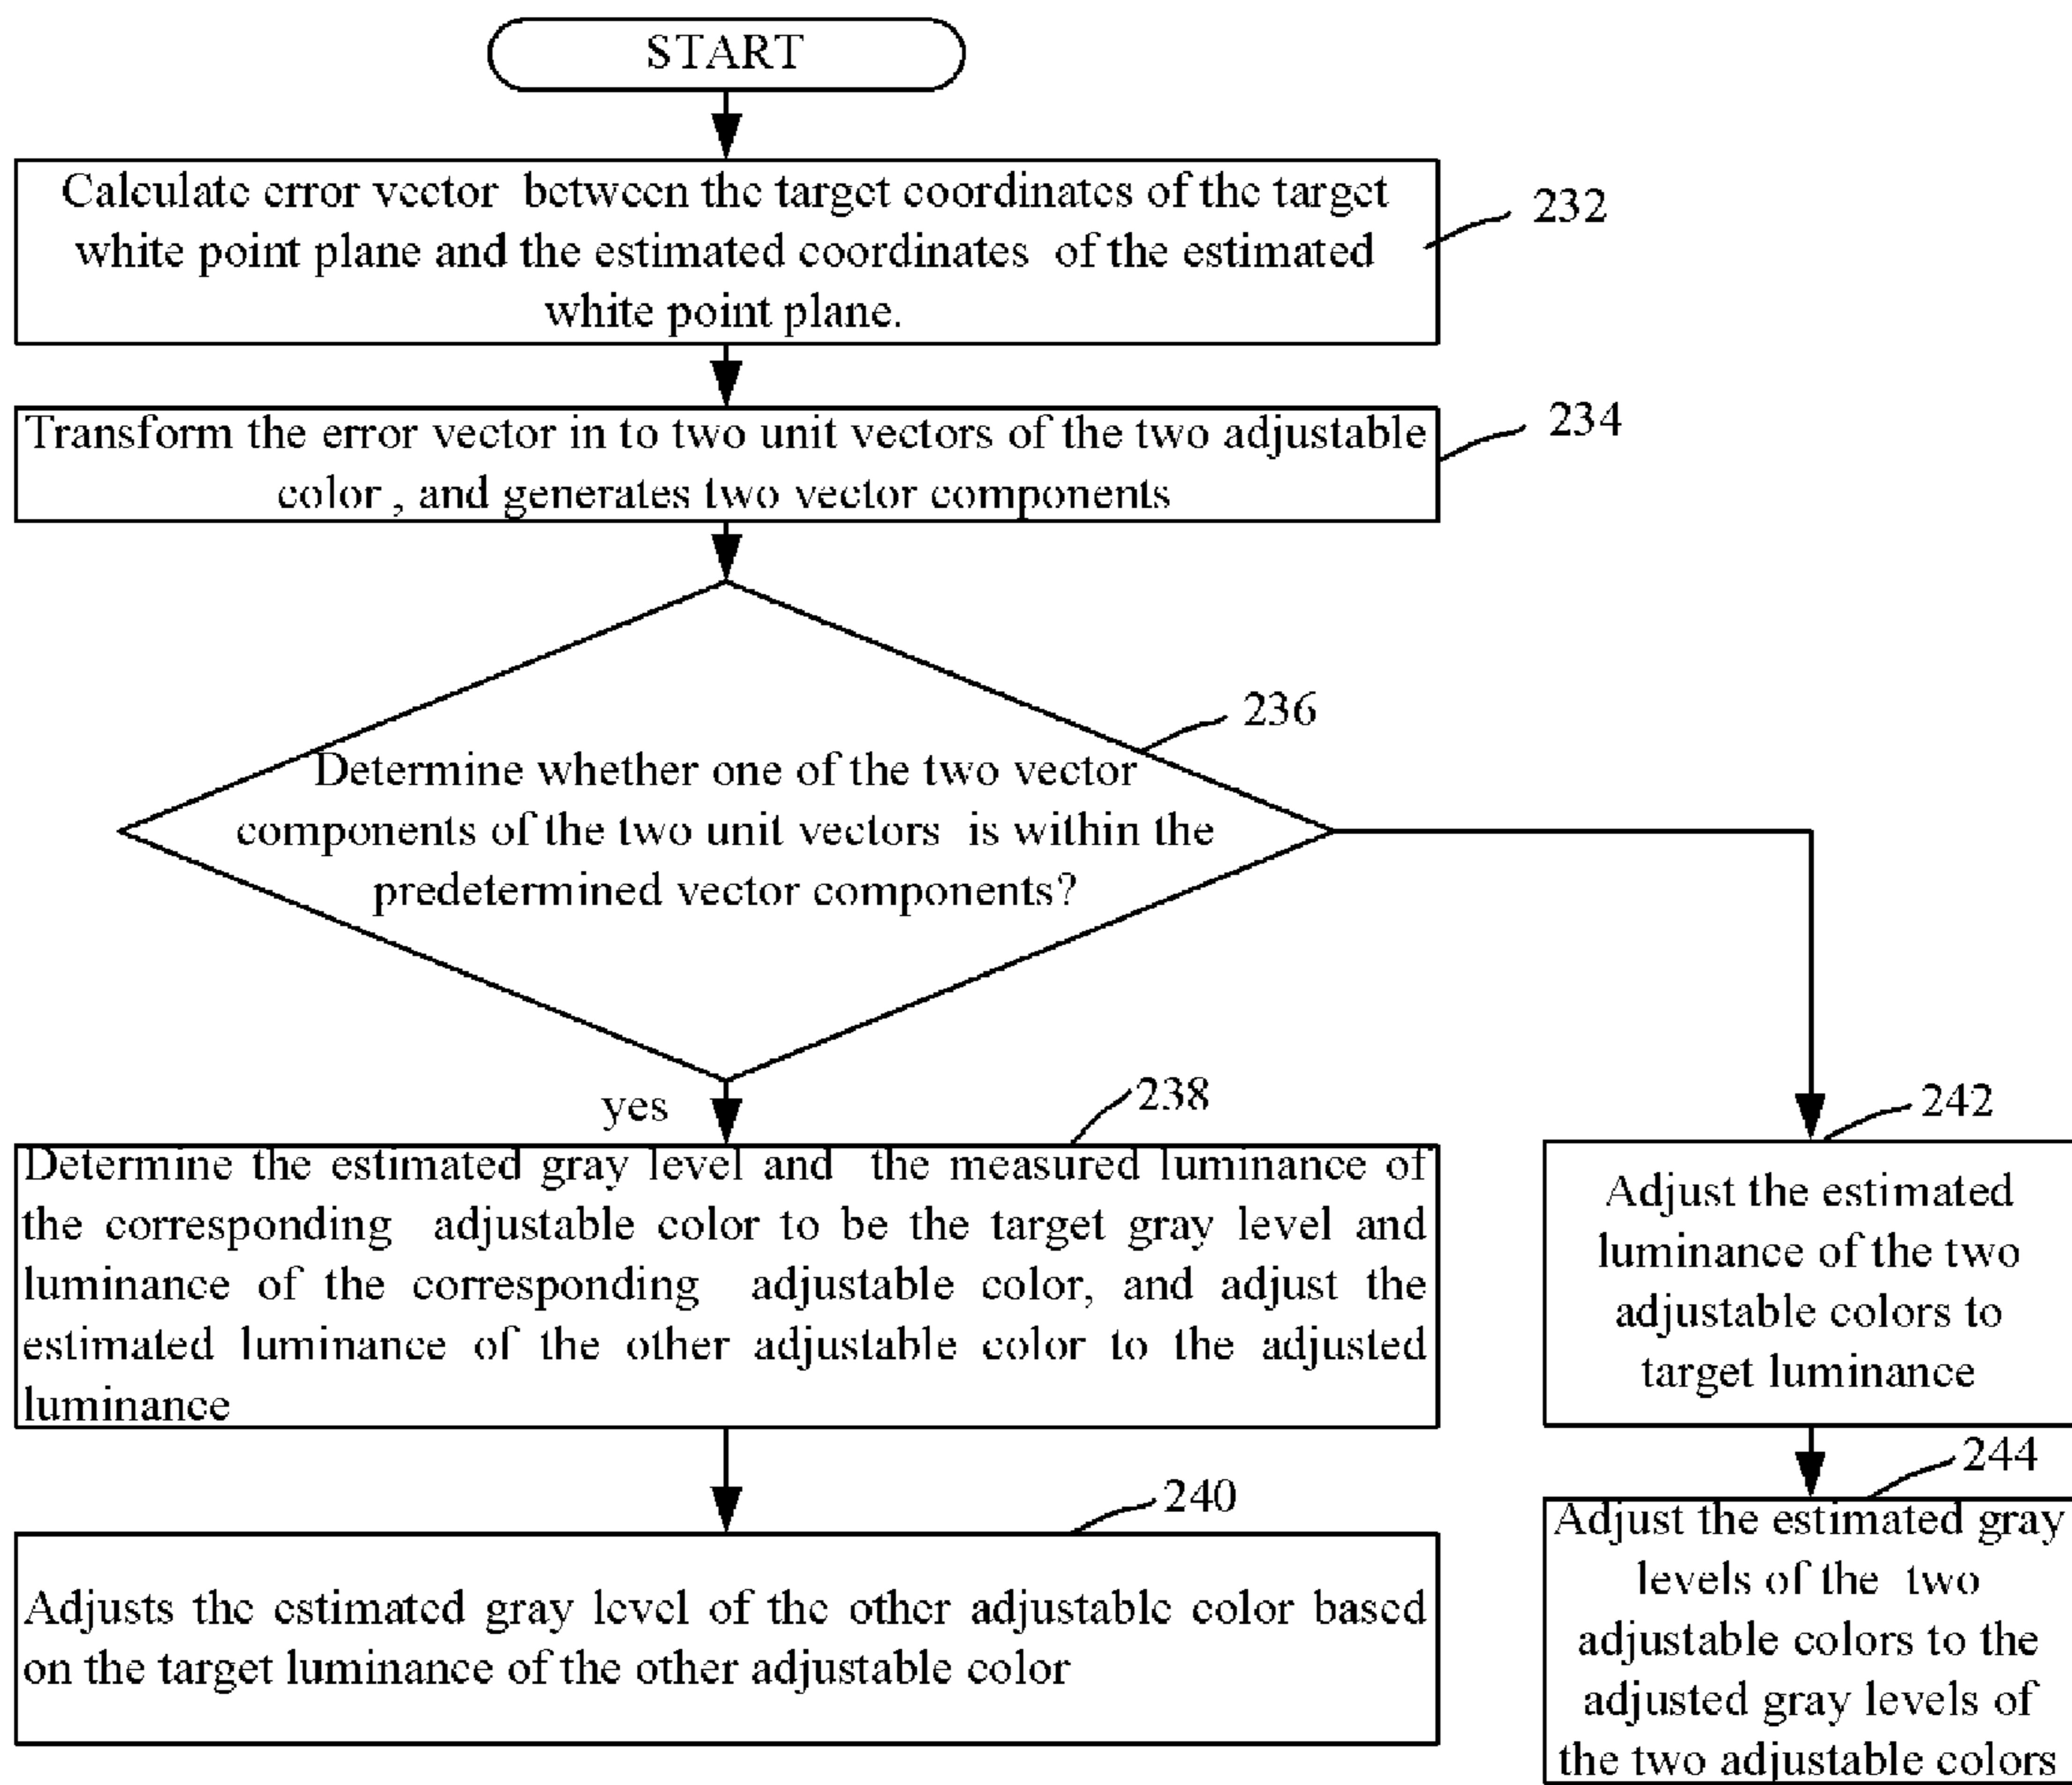 START
Calculate error vector between the target coordinates of the target
white point plane and the estimated coordinates of the estimated
white point plane.
232
Transform the error vector in to two unit vectors of the two adjustable
color , and generates two vector components
234
236
Determine whether one of the two vector
components of the two unit vectors is within the
predetermined vector components?
yes
238
Determine the estimated gray level and the measured luminance of
the corresponding adjustable color to be the target gray level and
luminance of the corresponding adjustable color, and adjust the
estimated luminance of the other adjustable color to the adjusted
luminance
240
Adjusts the estimated gray level of the other adjustable color based
on the target luminance of the other adjustable color
242
Adjust the estimated
luminance of the two
adjustable colors to
target luminance
244
Adjust the estimated gray
levels of the two
adjustable colors to the
adjusted gray levels of
the two adjustable colors